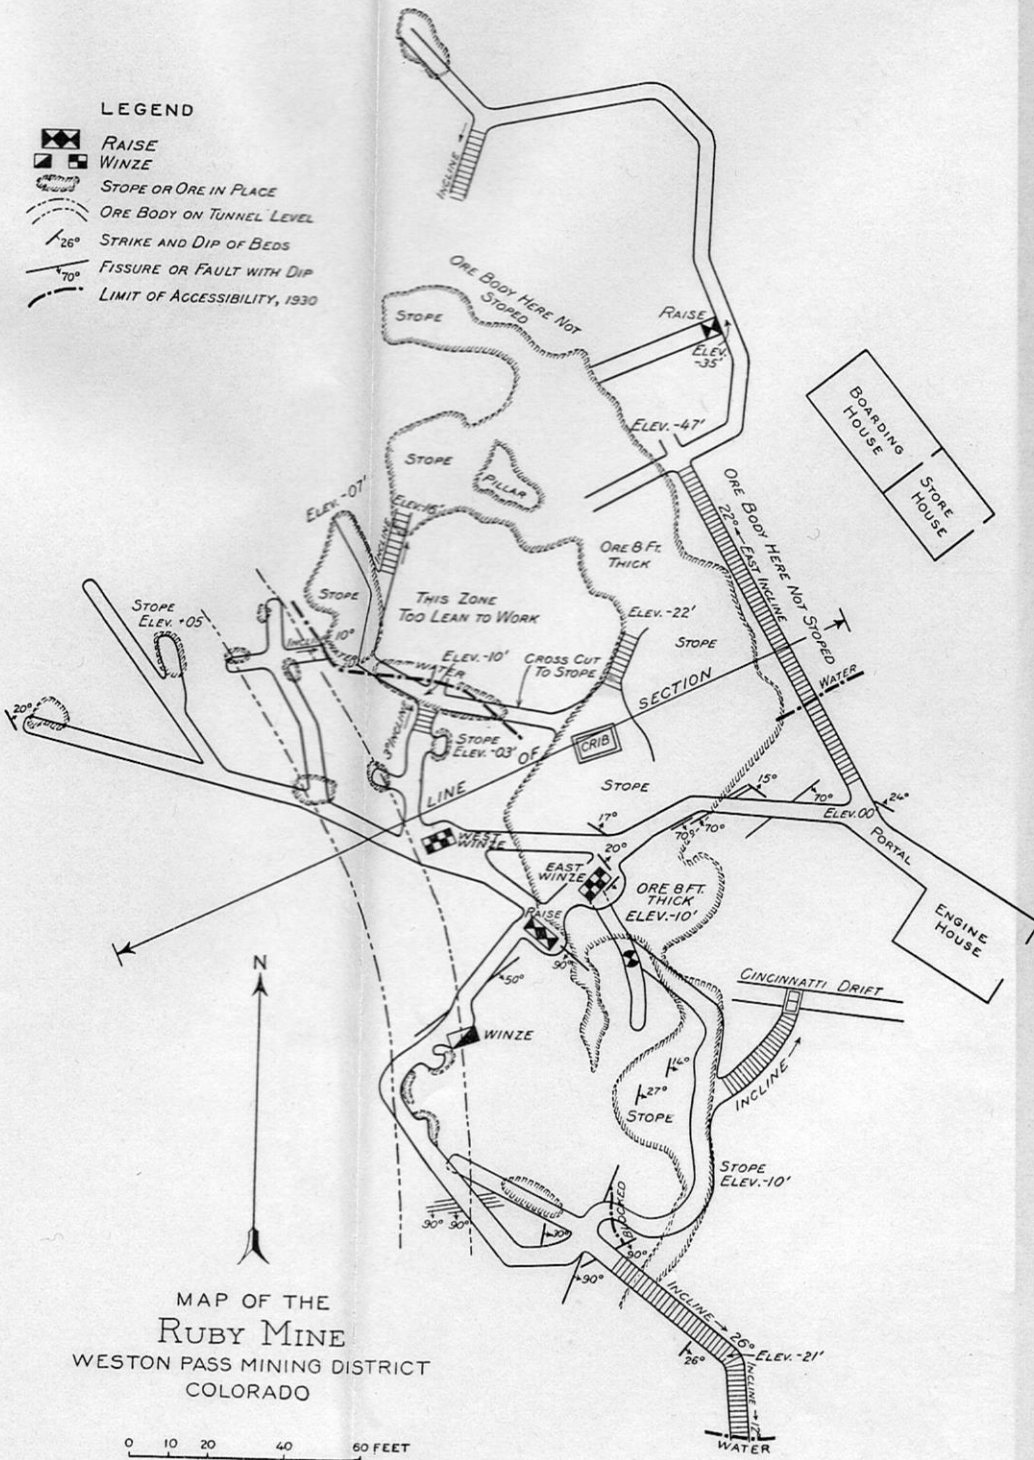 LEGEND
RAISE
WINZE
STOPE OR ORE IN PLACE
ORE BODY ON TUNNEL LEVEL
26° STRIKE AND DIP OF BEDS
70° FISSURE OR FAULT WITH DIP
LIMIT OF ACCESSIBILITY, 1930
INCLINE
ORE BODY HERE NOT
STOPED
STOPE
RAISE
ELEV.
-35'
ELEV. -47'
BOARDING
HOUSE
STORE
HOUSE
STOPE
PILLAR
ELEV. -07'
INCLINE
ORE BODY HERE NOT STOPED
22° EAST INCLINE
ORE 8 FT.
THICK
STOPE
THIS ZONE
TOO LEAN TO WORK
ELEV. -22'
STOPE
STOPE
ELEV. +05
10°
WATER
ELEV. -10'
CROSS CUT
TO STOPE
WATER
20°
INCLINE
STOPE
ELEV. -03'
LINE OF SECTION
CRIB
STOPE
15°
70°
24°
ELEV. 00'
PORTAL
17°
70°
70°
WEST
WINZE
20°
EAST
WINZE
ORE 8 FT.
THICK
ELEV. -10'
ENGINE
HOUSE
RAISE
90°
50°
N
CINCINNATTI DRIFT
WINZE
INCLINE
14°
27°
STOPE
STOPE
ELEV. -10'
BLOCKED
90° 90°
90°
90°
INCLINE 26°
26°
ELEV. -21'
INCLINE 12°
WATER
MAP OF THE
RUBY MINE
WESTON PASS MINING DISTRICT
COLORADO
0 10 20 40 60 FEET